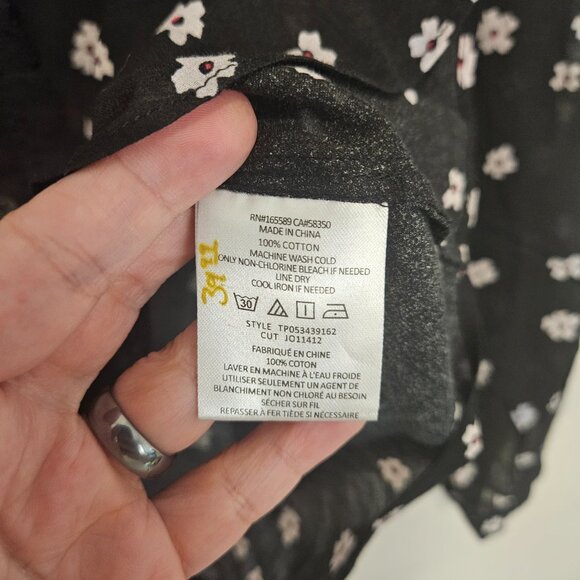 RN#165589 CA#58350
MADE IN CHINA
100% COTTON
MACHINE WASH COLD
ONLY NON-CHLORINE BLEACH IF NEEDED
LINE DRY
COOL IRON IF NEEDED
30
STYLE TP053439162
CUT JO11412
FABRIQUÉ EN CHINE
100% COTON
LAVER EN MACHINE À L'EAU FROIDE
UTILISER SEULEMENT UN AGENT DE
BLANCHIMENT NON CHLORÉ AU BESOIN
SÉCHER SUR FIL
REPASSER À FER TIÈDE SI NÉCESSAIRE